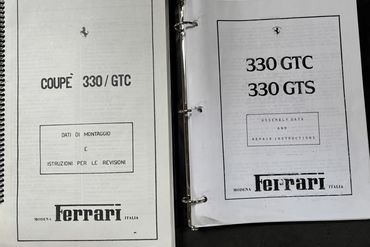 COUPE' 330/GTC
DATI DI MONTAGGIO
E
ISTRUZIONI PER LE REVISIONI
MODENA Ferrari ITALIA
330 GTC
330 GTS
ASSEMBLY DATA
AND
REPAIR INSTRUCTIONS
MODENA Ferrari ITALIA